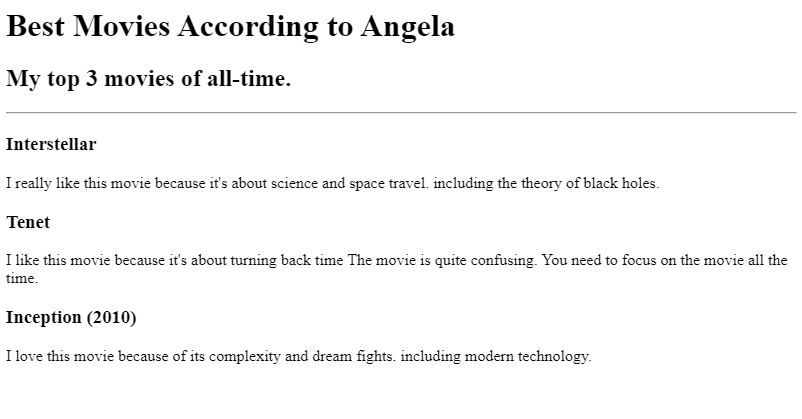 Best Movies According to Angela
My top 3 movies of all-time.
Interstellar
I really like this movie because it's about science and space travel. including the theory of black holes.
Tenet
I like this movie because it's about turning back time The movie is quite confusing. You need to focus on the movie all the
time.
Inception (2010)
I love this movie because of its complexity and dream fights. including modern technology.